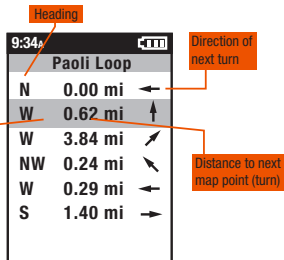 Heading
9:34A
Direction of
next turn
Paoli Loop
N 0.00 mi
W 0.62 mi
W 3.84 mi
NW 0.24 mi
W 0.29 mi
S 1.40 mi
Distance to next
map point (turn)